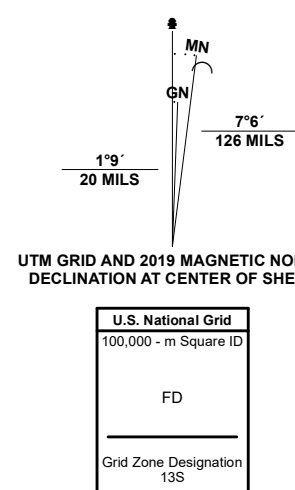 MN
GN
7°6´
126 MILS
1°9´
20 MILS
UTM GRID AND 2019 MAGNETIC NO
DECLINATION AT CENTER OF SHE
U.S. National Grid
100,000 - m Square ID
FD
Grid Zone Designation
13S